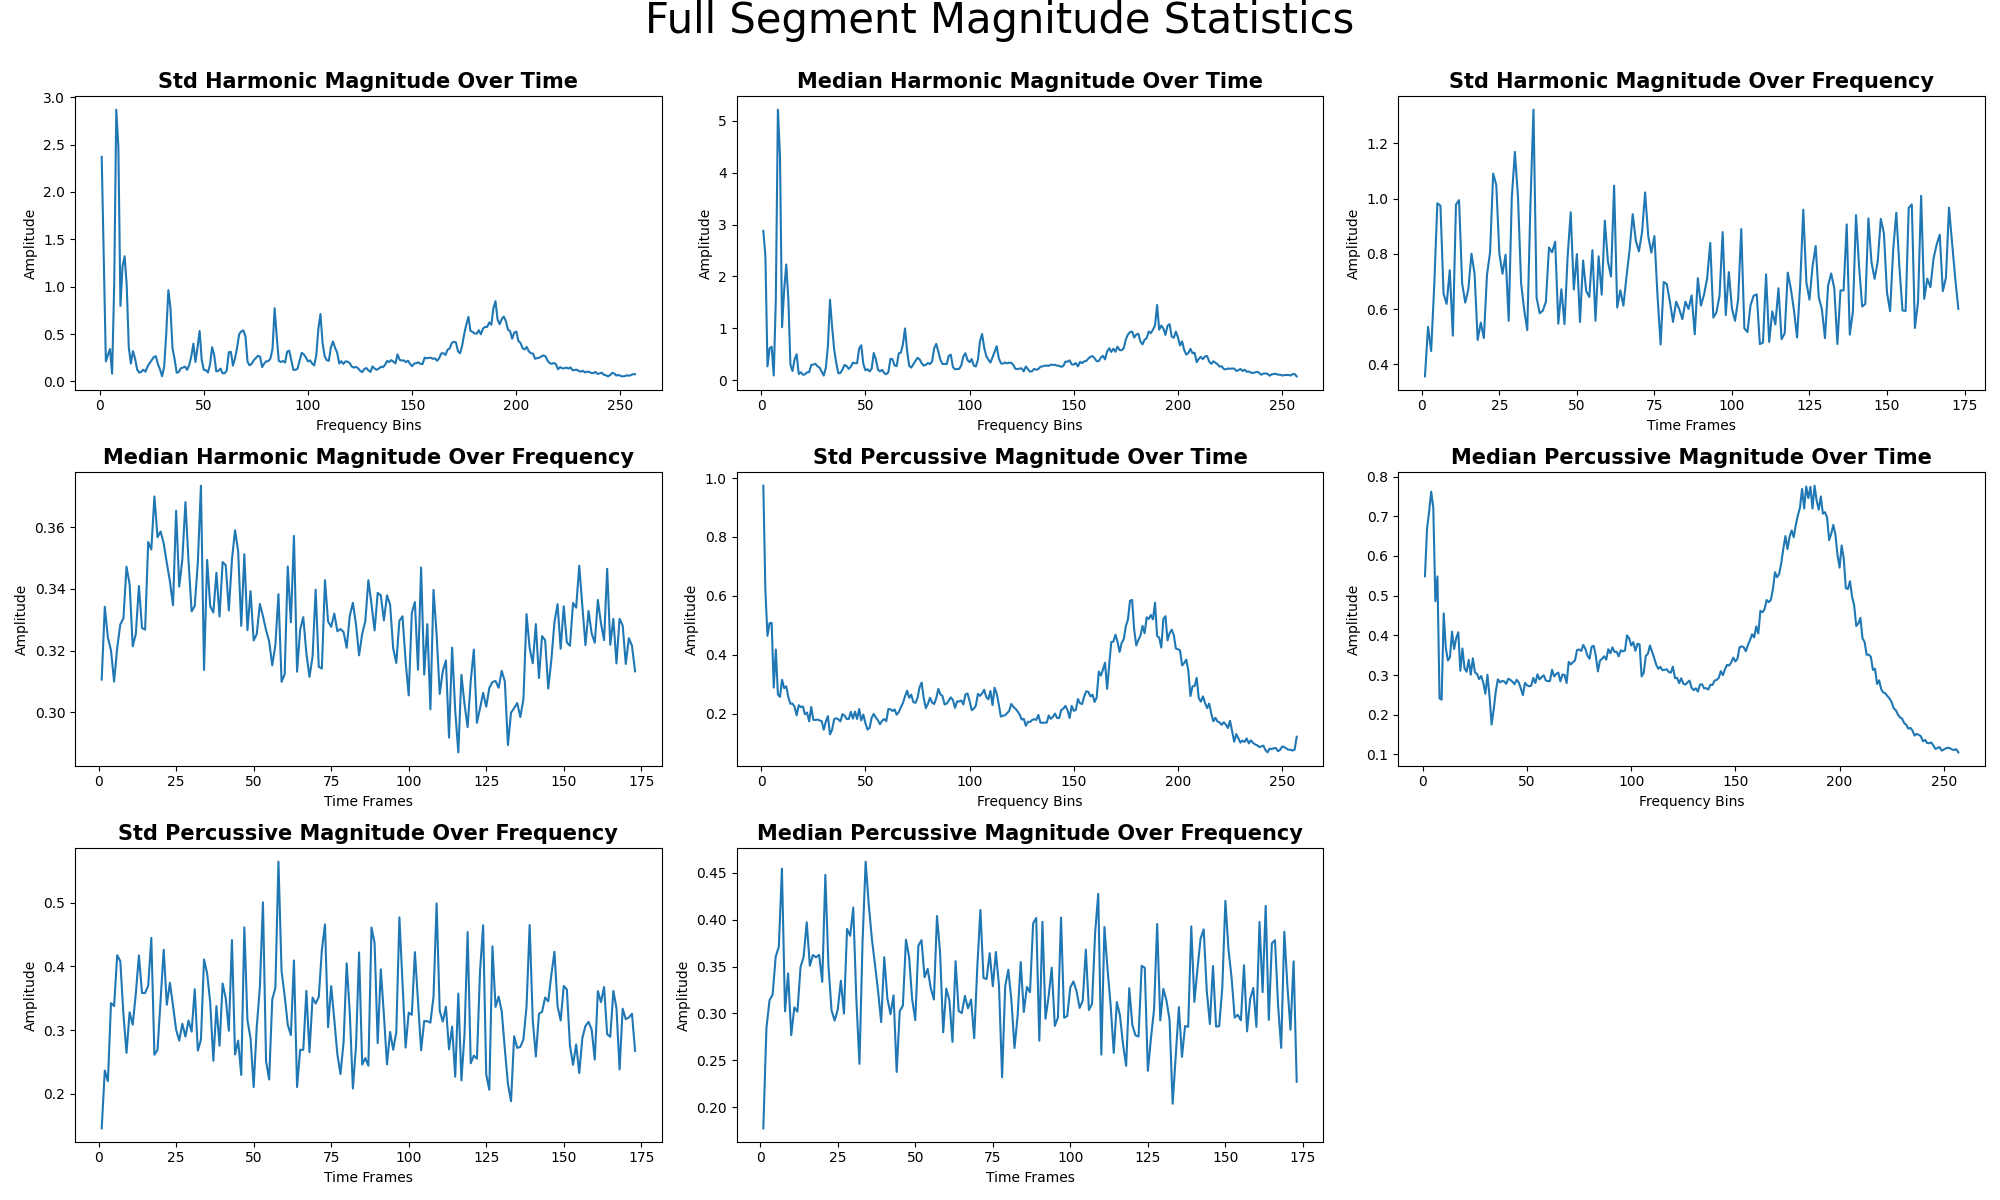 Full Segment Magnitude Statistics
Std Harmonic Magnitude Over Time
3.0
2.5
2.0
1.5
1.0
0.5
0.0
Amplitude
0 50 100 150 200 250
Frequency Bins
Median Harmonic Magnitude Over Time
5
4
3
2
1
0
Amplitude
0 50 100 150 200 250
Frequency Bins
Std Harmonic Magnitude Over Frequency
1.2
1.0
0.8
0.6
0.4
Amplitude
0 25 50 75 100 125 150 175
Time Frames
Median Harmonic Magnitude Over Frequency
0.36
0.34
0.32
0.30
Amplitude
0 25 50 75 100 125 150 175
Time Frames
Std Percussive Magnitude Over Time
1.0
0.8
0.6
0.4
0.2
Amplitude
0 50 100 150 200 250
Frequency Bins
Median Percussive Magnitude Over Time
0.8
0.7
0.6
0.5
0.4
0.3
0.2
0.1
Amplitude
0 50 100 150 200 250
Frequency Bins
Std Percussive Magnitude Over Frequency
0.5
0.4
0.3
0.2
Amplitude
0 25 50 75 100 125 150 175
Time Frames
Median Percussive Magnitude Over Frequency
0.45
0.40
0.35
0.30
0.25
0.20
Amplitude
0 25 50 75 100 125 150 175
Time Frames